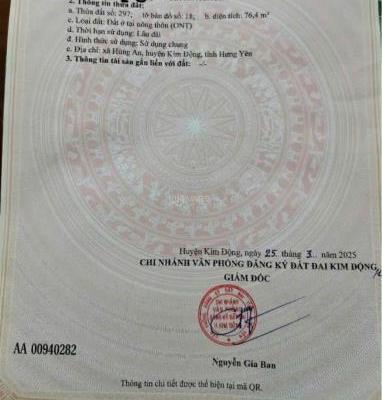 2. Thông tin thửa đất:
a. Thửa đất số: 297; tờ bản đồ số: 18; b. diện tích: 76,4 m²
c. Loại đất: Đất ở tại nông thôn (ONT)
d. Thời hạn sử dụng: Lâu dài
đ. Hình thức sử dụng: Sử dụng chung
e. Địa chỉ: xã Hùng An, huyện Kim Động, tỉnh Hưng Yên
3. Thông tin tài sản gắn liền với đất: -/-
Huyện Kim Động, ngày 25 tháng 3 năm 2025
CHI NHÁNH VĂN PHÒNG ĐĂNG KÝ ĐẤT ĐAI KIM ĐỘNG
GIÁM ĐỐC
CHI NHÁNH
VĂN PHÒNG
Nguyễn Gia Ban
AA 00940282
Thông tin chi tiết được thể hiện tại mã QR.